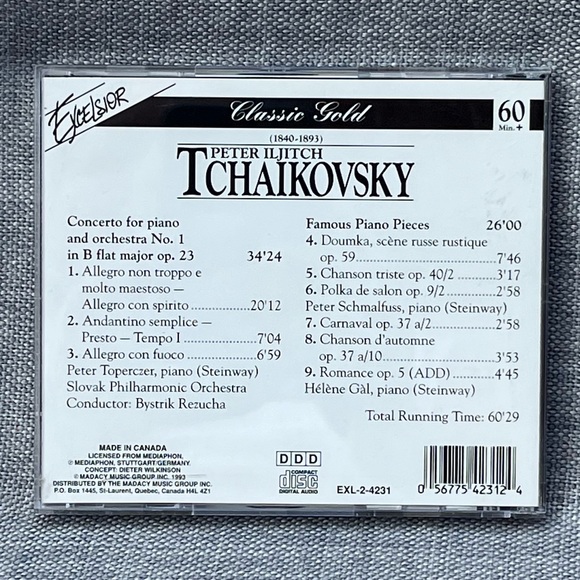 EXCELSIOR
Classic Gold
60
Min. +
(1840-1893)
PETER ILJITCH
TCHAIKOVSKY
Concerto for piano
and orchestra No. 1
in B flat major op. 23 34'24
1. Allegro non troppo e
molto maestoso —
Allegro con spirito ............... 20'12
2. Andantino semplice —
Presto — Tempo I ................ 7'04
3. Allegro con fuoco ................ 6'59
Peter Toperczer, piano (Steinway)
Slovak Philharmonic Orchestra
Conductor: Bystrik Rezucha
Famous Piano Pieces 26'00
4. Doumka, scène russe rustique
op. 59 ................................ 7'46
5. Chanson triste op. 40/2 ........ 3'17
6. Polka de salon op. 9/2 .......... 2'58
Peter Schmalfuss, piano (Steinway)
7. Carnaval op. 37 a/2 .............. 2'58
8. Chanson d'automne
op. 37 a/10 .......................... 3'53
9. Romance op. 5 (ADD) .......... 4'45
Hélène Gàl, piano (Steinway)
Total Running Time: 60'29
MADE IN CANADA
LICENSED FROM MEDIAPHON,
℗ MEDIAPHON, STUTTGART/GERMANY.
CONCEPT: DIETER WILKINSON
© MADACY MUSIC GROUP INC. 1993
DISTRIBUTED BY THE MADACY MUSIC GROUP INC.
P.O. Box 1445, St-Laurent, Quebec, Canada H4L 4Z1
DDD
COMPACT
disc
DIGITAL AUDIO
EXL-2-4231
0 56775 42312 4